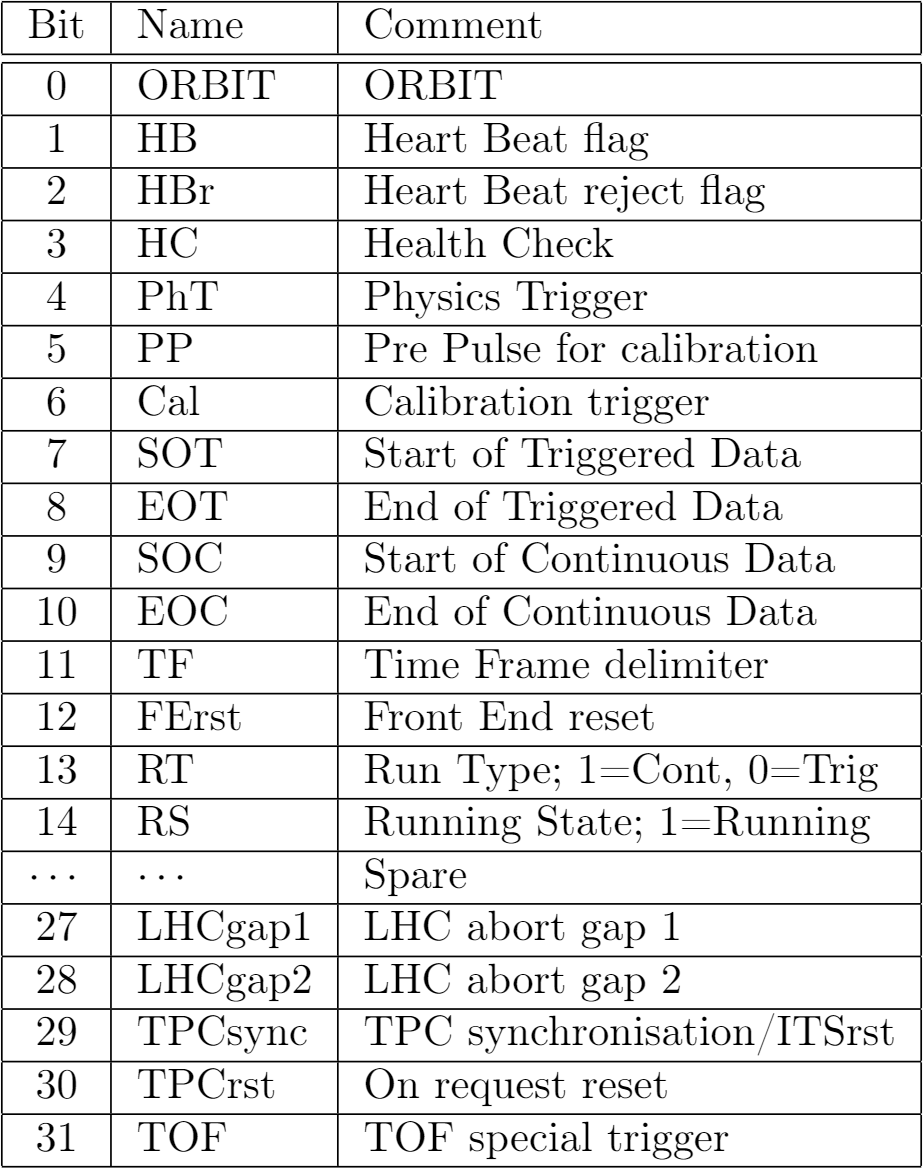 Bit Name Comment
0 ORBIT ORBIT
1 HB Heart Beat flag
2 HBr Heart Beat reject flag
3 HC Health Check
4 PhT Physics Trigger
5 PP Pre Pulse for calibration
6 Cal Calibration trigger
7 SOT Start of Triggered Data
8 EOT End of Triggered Data
9 SOC Start of Continuous Data
10 EOC End of Continuous Data
11 TF Time Frame delimiter
12 FErst Front End reset
13 RT Run Type; 1=Cont, 0=Trig
14 RS Running State; 1=Running
⋯ ⋯ Spare
27 LHCgap1 LHC abort gap 1
28 LHCgap2 LHC abort gap 2
29 TPCsync TPC synchronisation/ITSrst
30 TPCrst On request reset
31 TOF TOF special trigger